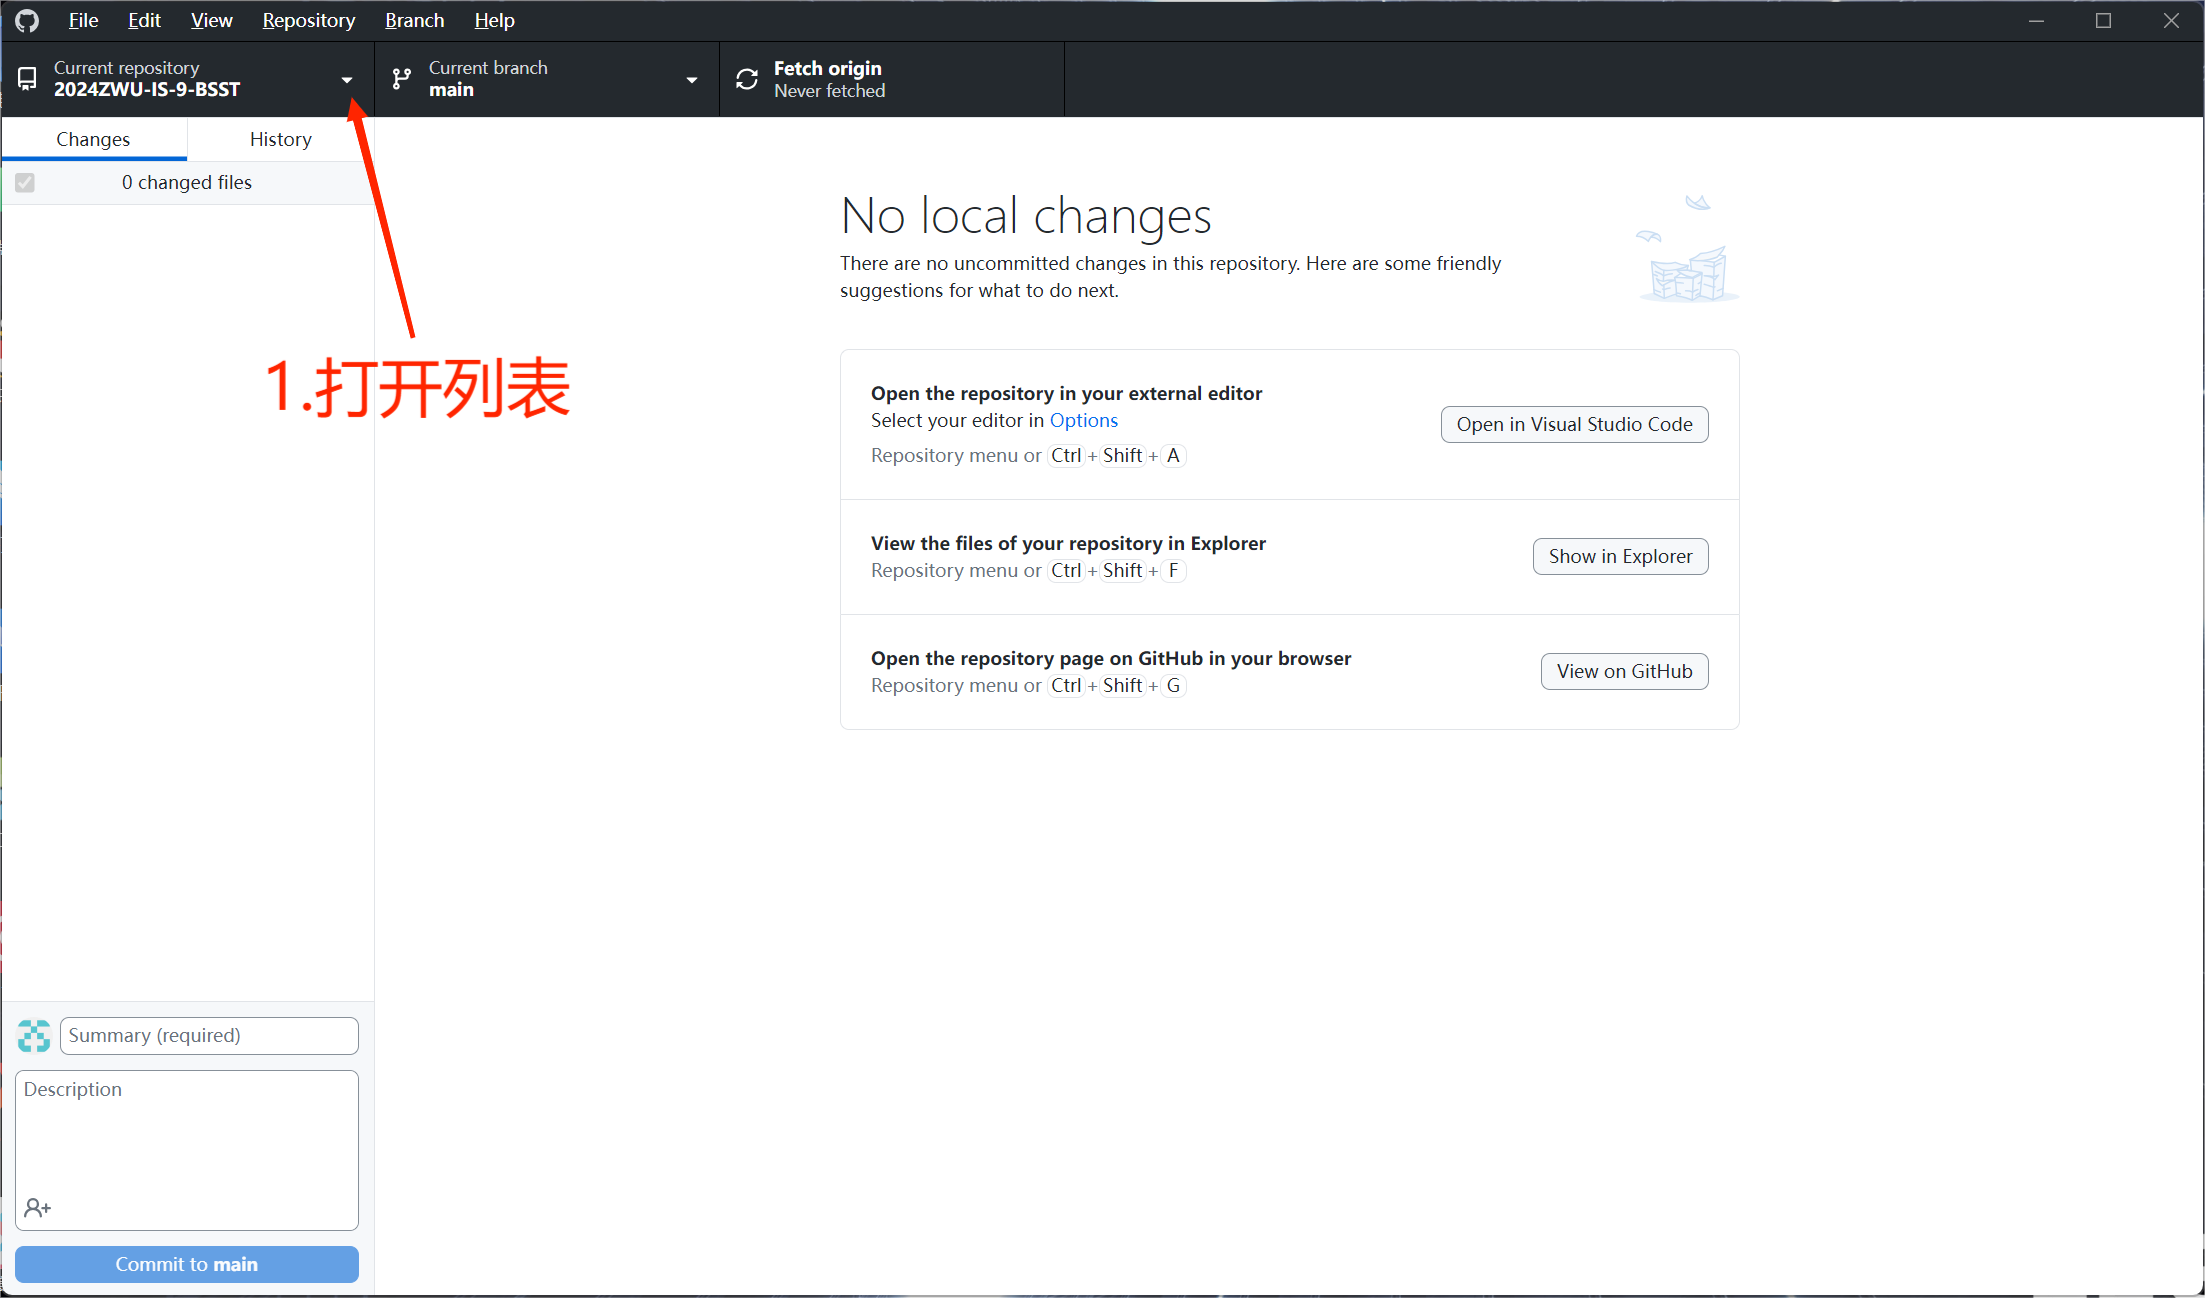 File Edit View Repository Branch Help
Current repository
2024ZWU-IS-9-BSST
Current branch
main
Fetch origin
Never fetched
Changes
History
0 changed files
1.打开列表
No local changes
There are no uncommitted changes in this repository. Here are some friendly
suggestions for what to do next.
Open the repository in your external editor
Select your editor in Options
Repository menu or Ctrl + Shift + A
Open in Visual Studio Code
View the files of your repository in Explorer
Repository menu or Ctrl + Shift + F
Show in Explorer
Open the repository page on GitHub in your browser
Repository menu or Ctrl + Shift + G
View on GitHub
Summary (required)
Description
Commit to main